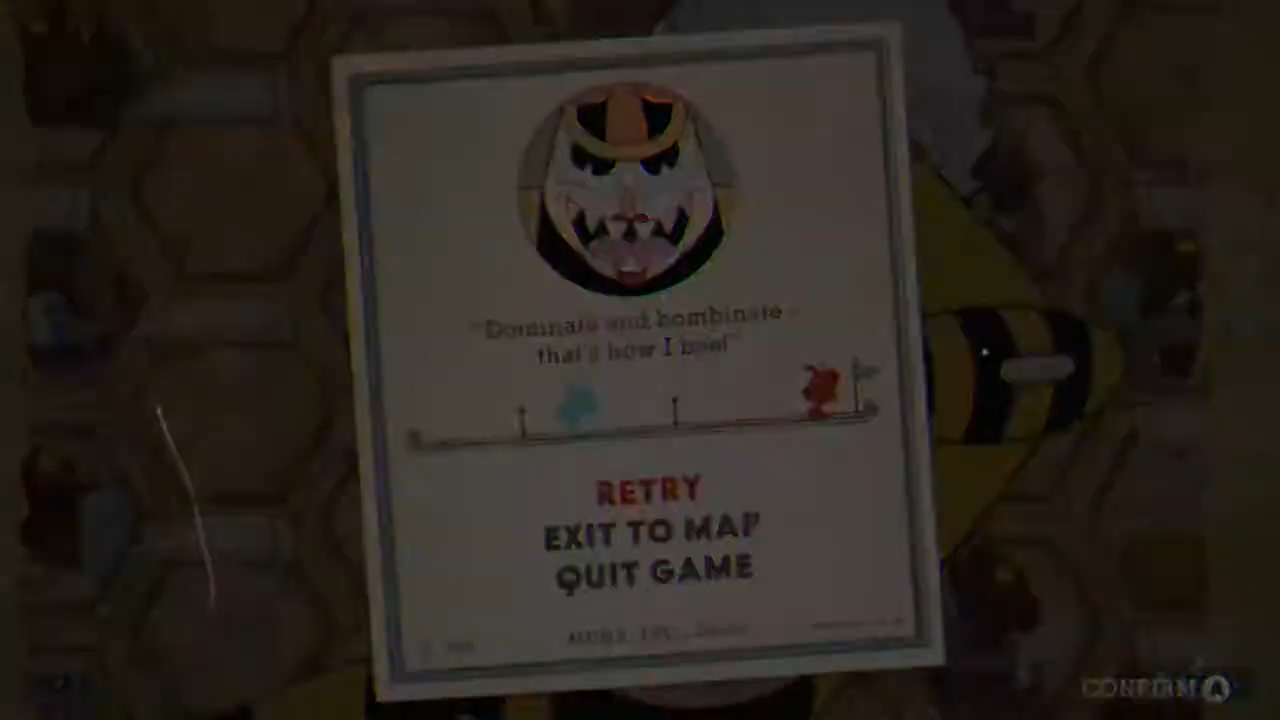 "Dominate and bombinate -
that's how I bee!"
RETRY
EXIT TO MAP
QUIT GAME
CONFIRM A